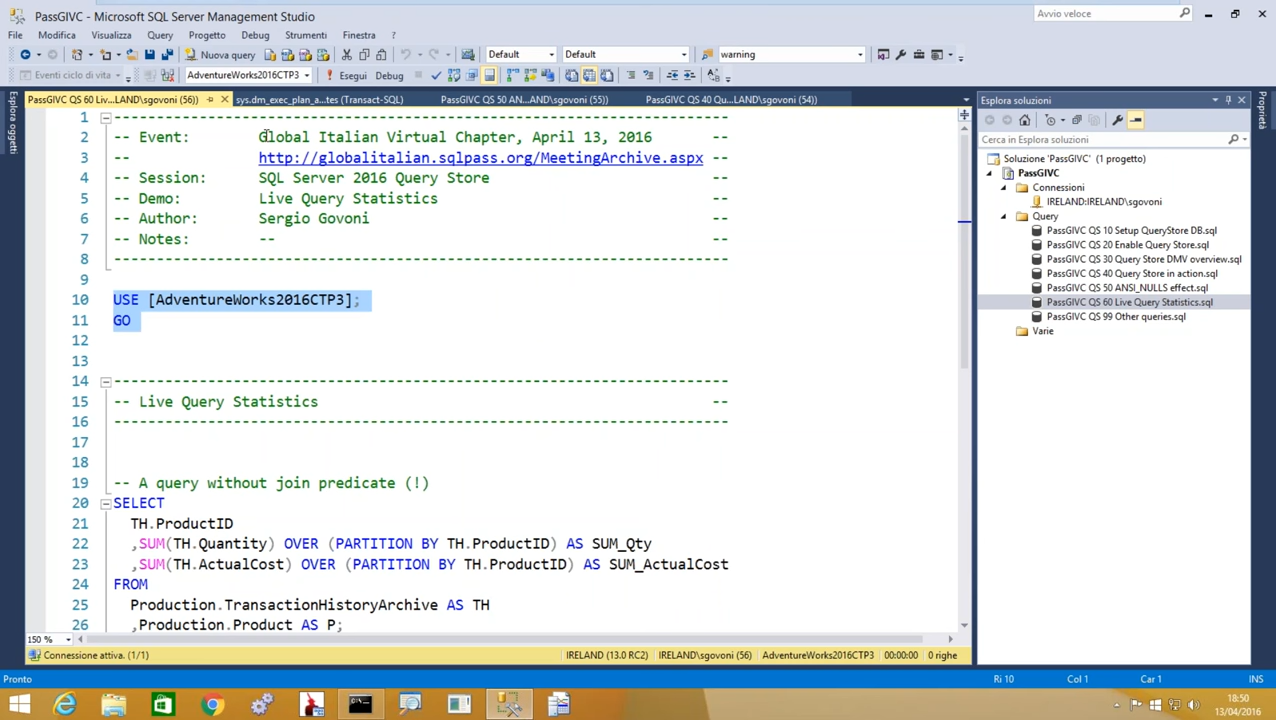 PassGIVC - Microsoft SQL Server Management Studio
Avvio veloce
File Modifica Visualizza Query Progetto Debug Strumenti Finestra
Nuova query Default Default warning
Eventi ciclo di vita AdventureWorks2016CTP3 Esegui Debug
PassGIVC QS 60 Liv...LAND\sgovoni (56)) sys.dm_exec_plan_a...tes (Transact-SQL) PassGIVC QS 50 AN...AND\sgovoni (55)) PassGIVC QS 40 Qu...LAND\sgovoni (54))
Esplora oggetti
1 ------------------------------------------------------------------------
2 -- Event: Global Italian Virtual Chapter, April 13, 2016 --
3 -- http://globalitalian.sqlpass.org/MeetingArchive.aspx --
4 -- Session: SQL Server 2016 Query Store --
5 -- Demo: Live Query Statistics --
6 -- Author: Sergio Govoni --
7 -- Notes: -- --
8 ------------------------------------------------------------------------
9
10 USE [AdventureWorks2016CTP3];
11 GO
12
13
14 ------------------------------------------------------------------------
15 -- Live Query Statistics --
16 ------------------------------------------------------------------------
17
18
19 -- A query without join predicate (!)
20 SELECT
21 TH.ProductID
22 ,SUM(TH.Quantity) OVER (PARTITION BY TH.ProductID) AS SUM_Qty
23 ,SUM(TH.ActualCost) OVER (PARTITION BY TH.ProductID) AS SUM_ActualCost
24 FROM
25 Production.TransactionHistoryArchive AS TH
26 ,Production.Product AS P;
150 %
Connessione attiva. (1/1) IRELAND (13.0 RC2) IRELAND\sgovoni (56) AdventureWorks2016CTP3 00:00:00 0 righe
Esplora soluzioni
Cerca in Esplora soluzioni
Soluzione 'PassGIVC' (1 progetto)
PassGIVC
Connessioni
IRELAND:IRELAND\sgovoni
Query
PassGIVC QS 10 Setup QueryStore DB.sql
PassGIVC QS 20 Enable Query Store.sql
PassGIVC QS 30 Query Store DMV overview.sql
PassGIVC QS 40 Query Store in action.sql
PassGIVC QS 50 ANSI_NULLS effect.sql
PassGIVC QS 60 Live Query Statistics.sql
PassGIVC QS 99 Other queries.sql
Varie
Proprietà
Pronto Ri 10 Col 1 Car 1 INS
18:50
13/04/2016